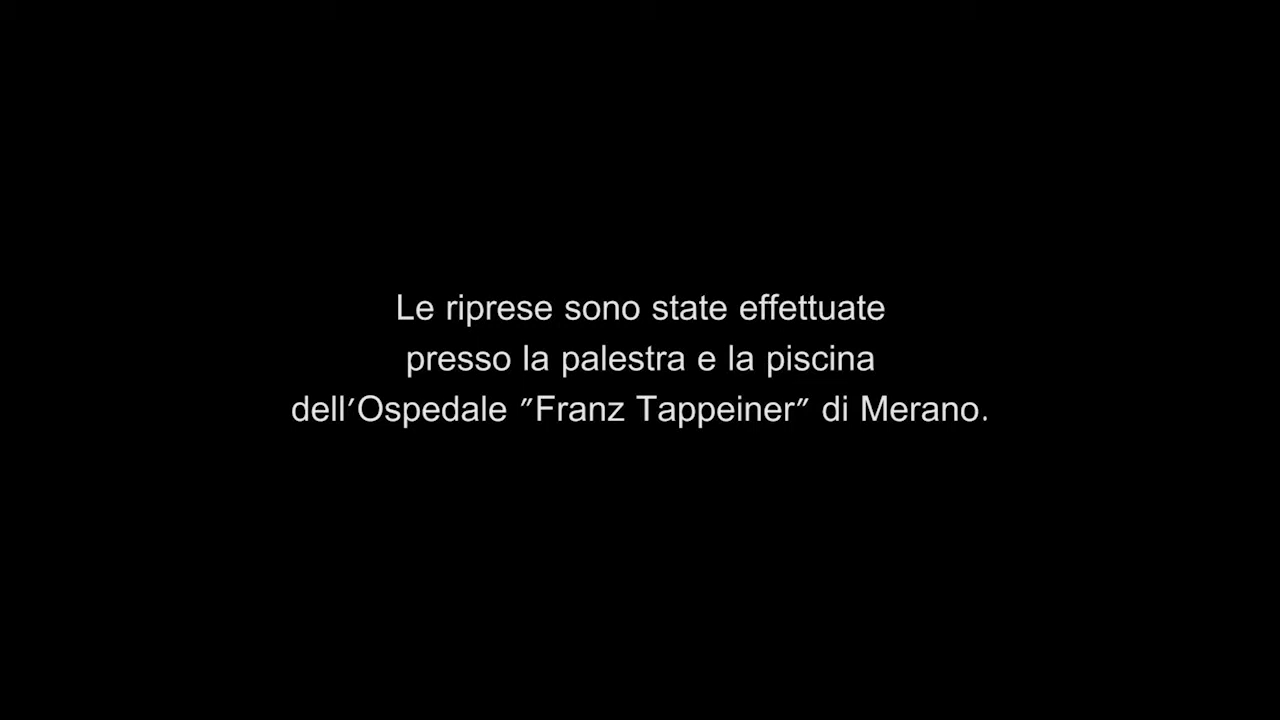 Le riprese sono state effettuate
presso la palestra e la piscina
dell'Ospedale "Franz Tappeiner" di Merano.